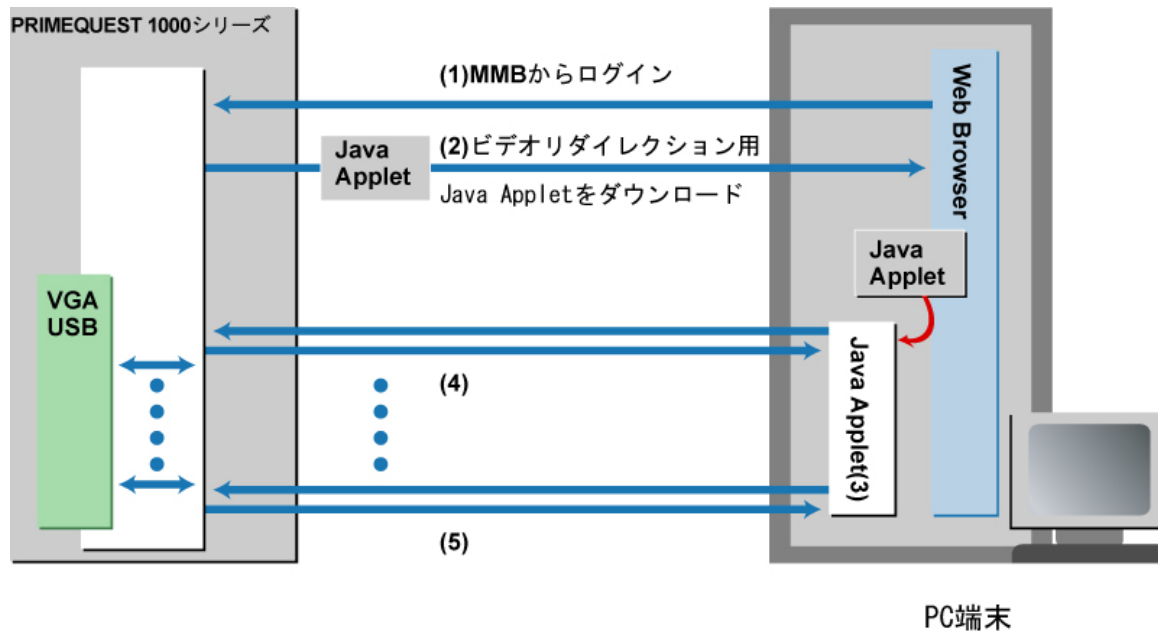 PRIMEQUEST 1000シリーズ
(1)MMBからログイン
Web Browser
Java
Applet
(2)ビデオリダイレクション用
Java Appletをダウンロード
Java
Applet
VGA
USB
Java Applet(3)
(4)
(5)
PC端末